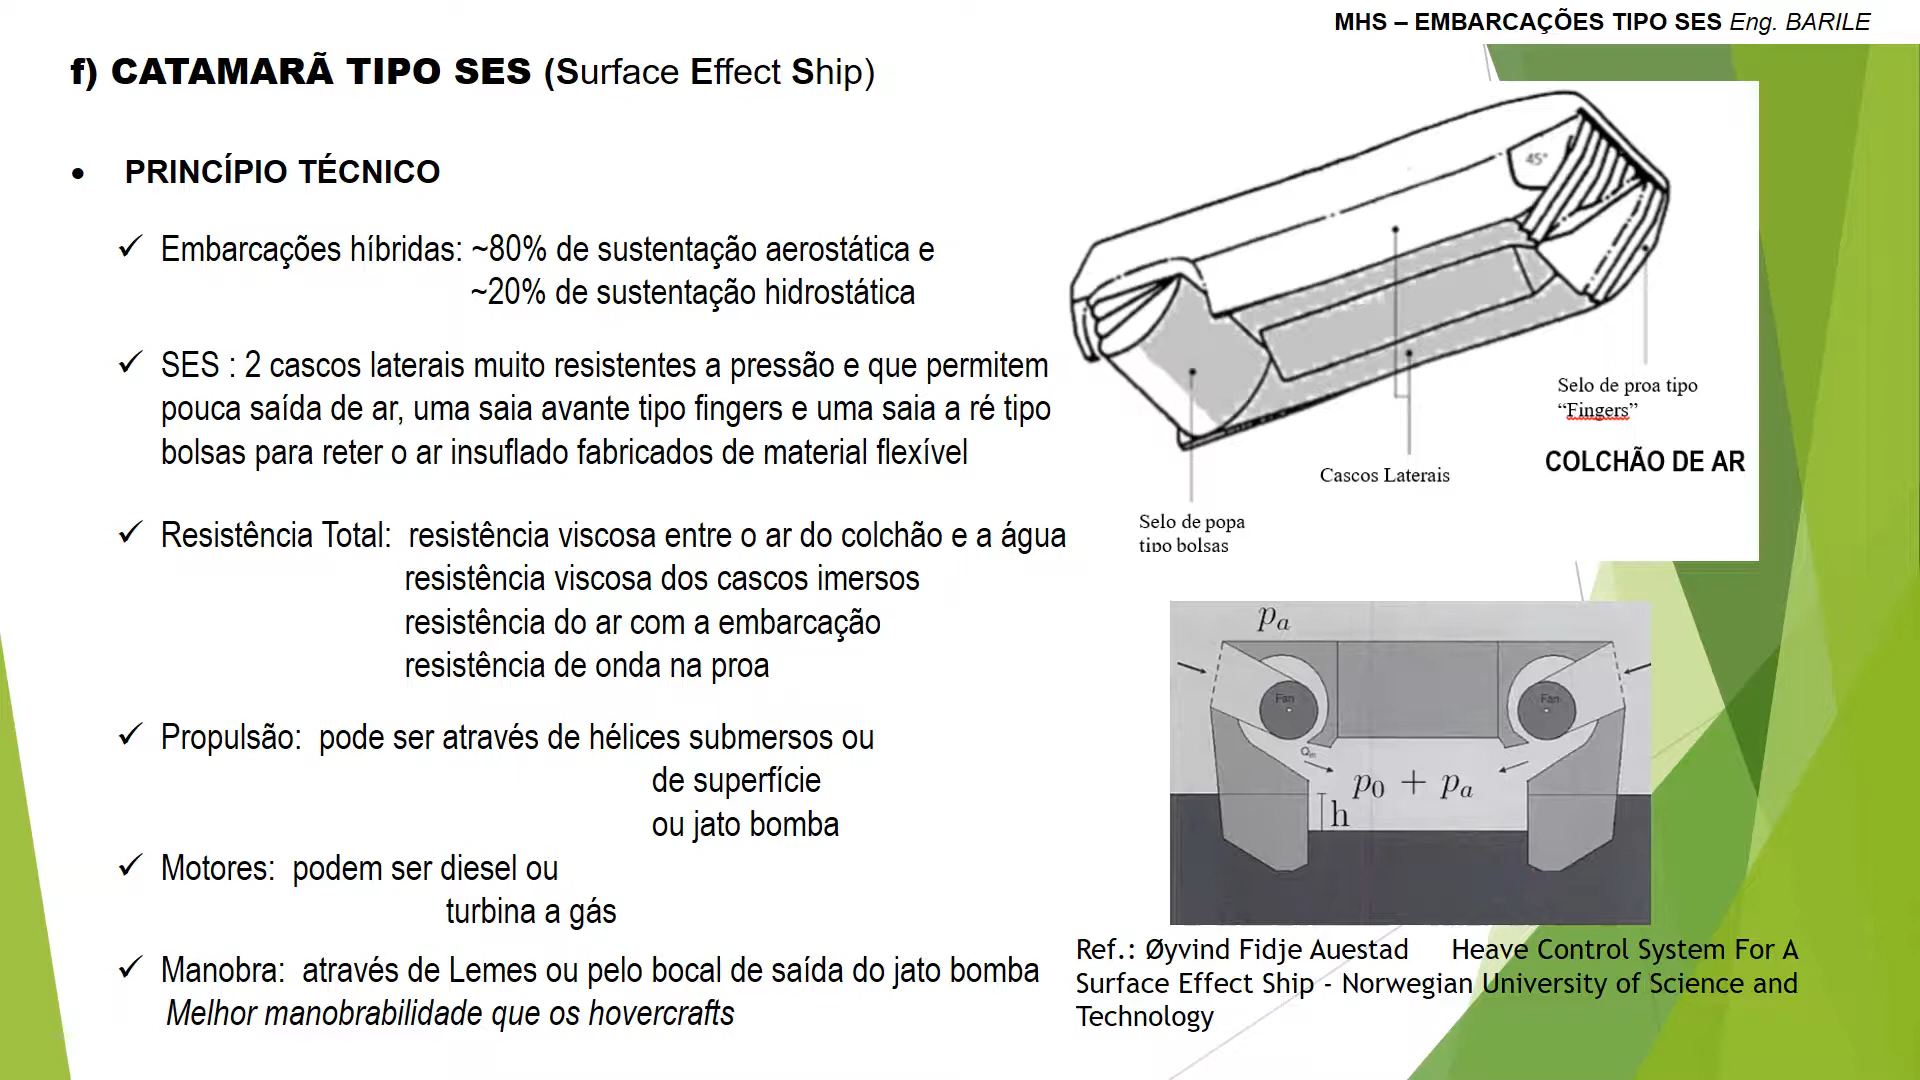 MHS – EMBARCAÇÕES TIPO SES Eng. BARILE
f) CATAMARÃ TIPO SES (Surface Effect Ship)
• PRINCÍPIO TÉCNICO
✓ Embarcações híbridas: ~80% de sustentação aerostática e
~20% de sustentação hidrostática
✓ SES : 2 cascos laterais muito resistentes a pressão e que permitem
pouca saída de ar, uma saia avante tipo fingers e uma saia a ré tipo
bolsas para reter o ar insuflado fabricados de material flexível
✓ Resistência Total: resistência viscosa entre o ar do colchão e a água
resistência viscosa dos cascos imersos
resistência do ar com a embarcação
resistência de onda na proa
✓ Propulsão: pode ser através de hélices submersos ou
de superfície
ou jato bomba
✓ Motores: podem ser diesel ou
turbina a gás
✓ Manobra: através de Lemes ou pelo bocal de saída do jato bomba
Melhor manobrabilidade que os hovercrafts
45°
Selo de proa tipo
“Fingers”
COLCHÃO DE AR
Cascos Laterais
Selo de popa
tipo bolsas
pa
Fan
Fan
Qin
p0 + pa
h
Ref.: Øyvind Fidje Auestad Heave Control System For A
Surface Effect Ship - Norwegian University of Science and
Technology